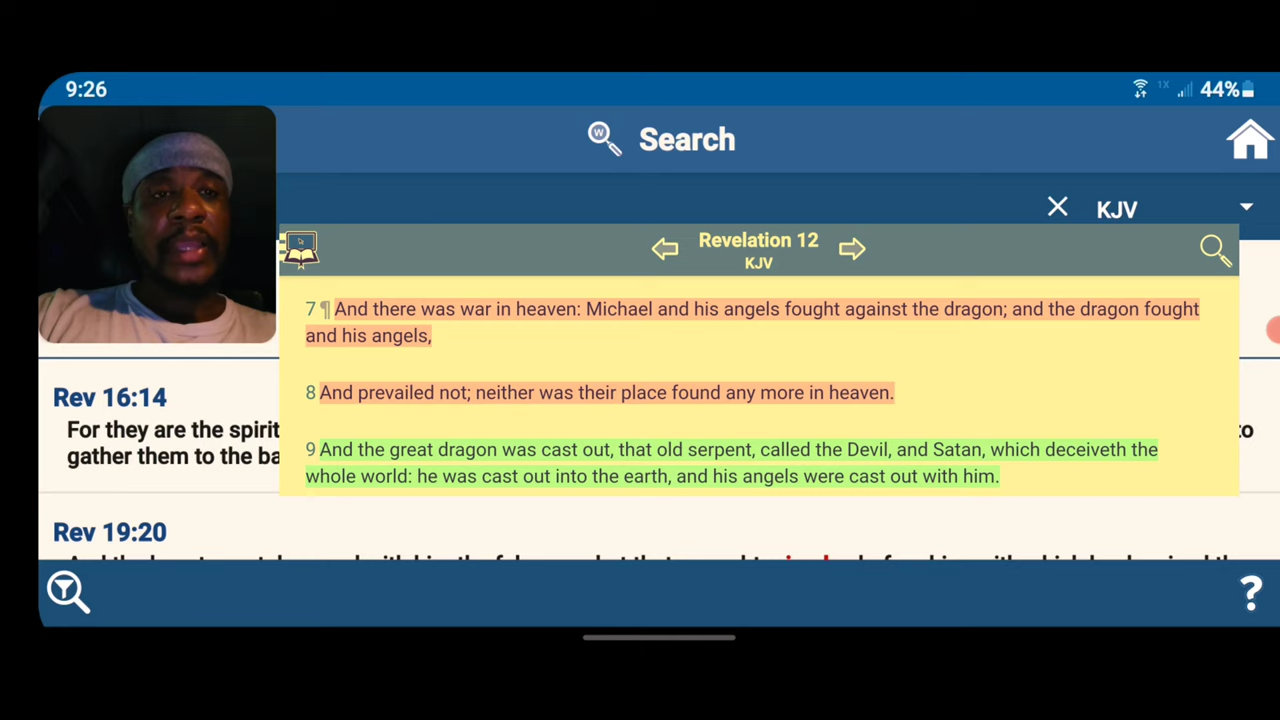 9:26
1X 44%
W Search
KJV
Revelation 12
KJV
7 ¶ And there was war in heaven: Michael and his angels fought against the dragon; and the dragon fought
and his angels,
8 And prevailed not; neither was their place found any more in heaven.
9 And the great dragon was cast out, that old serpent, called the Devil, and Satan, which deceiveth the
whole world: he was cast out into the earth, and his angels were cast out with him.
Rev 16:14
For they are the spirit to
gather them to the ba
Rev 19:20
?